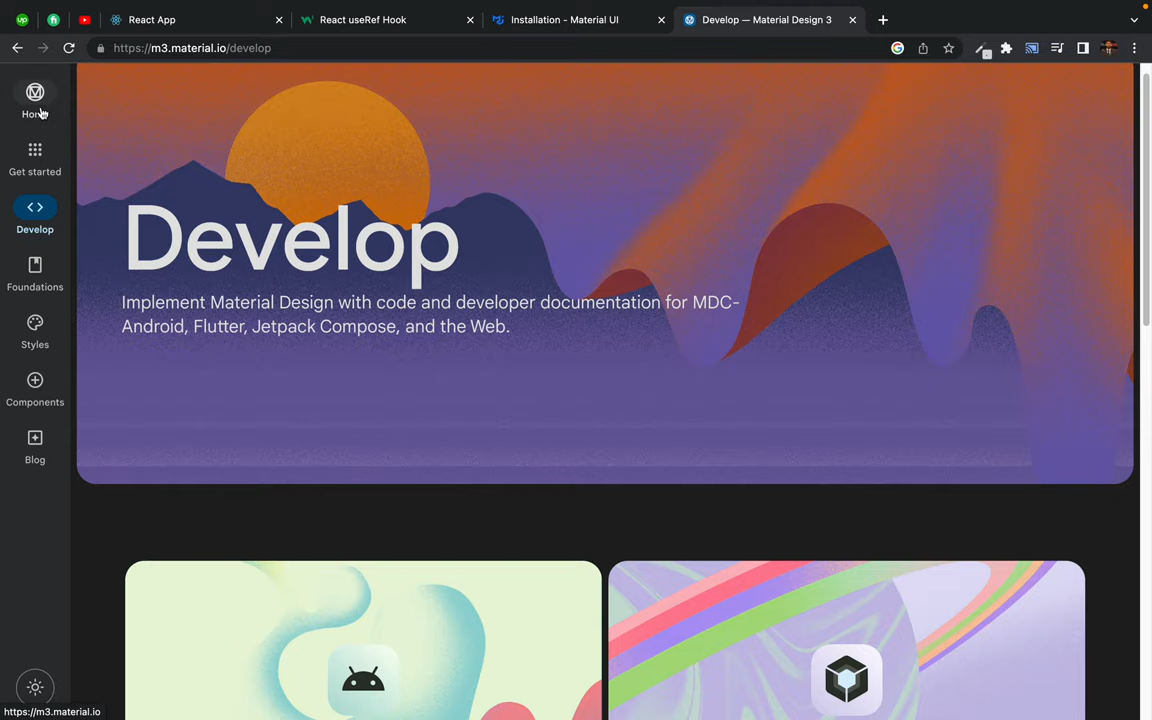 up
fi
React App
React useRef Hook
Installation - Material UI
Develop — Material Design 3
https://m3.material.io/develop
Home
Get started
Develop
Foundations
Styles
Components
Blog
Develop
Implement Material Design with code and developer documentation for MDC-
Android, Flutter, Jetpack Compose, and the Web.
https://m3.material.io